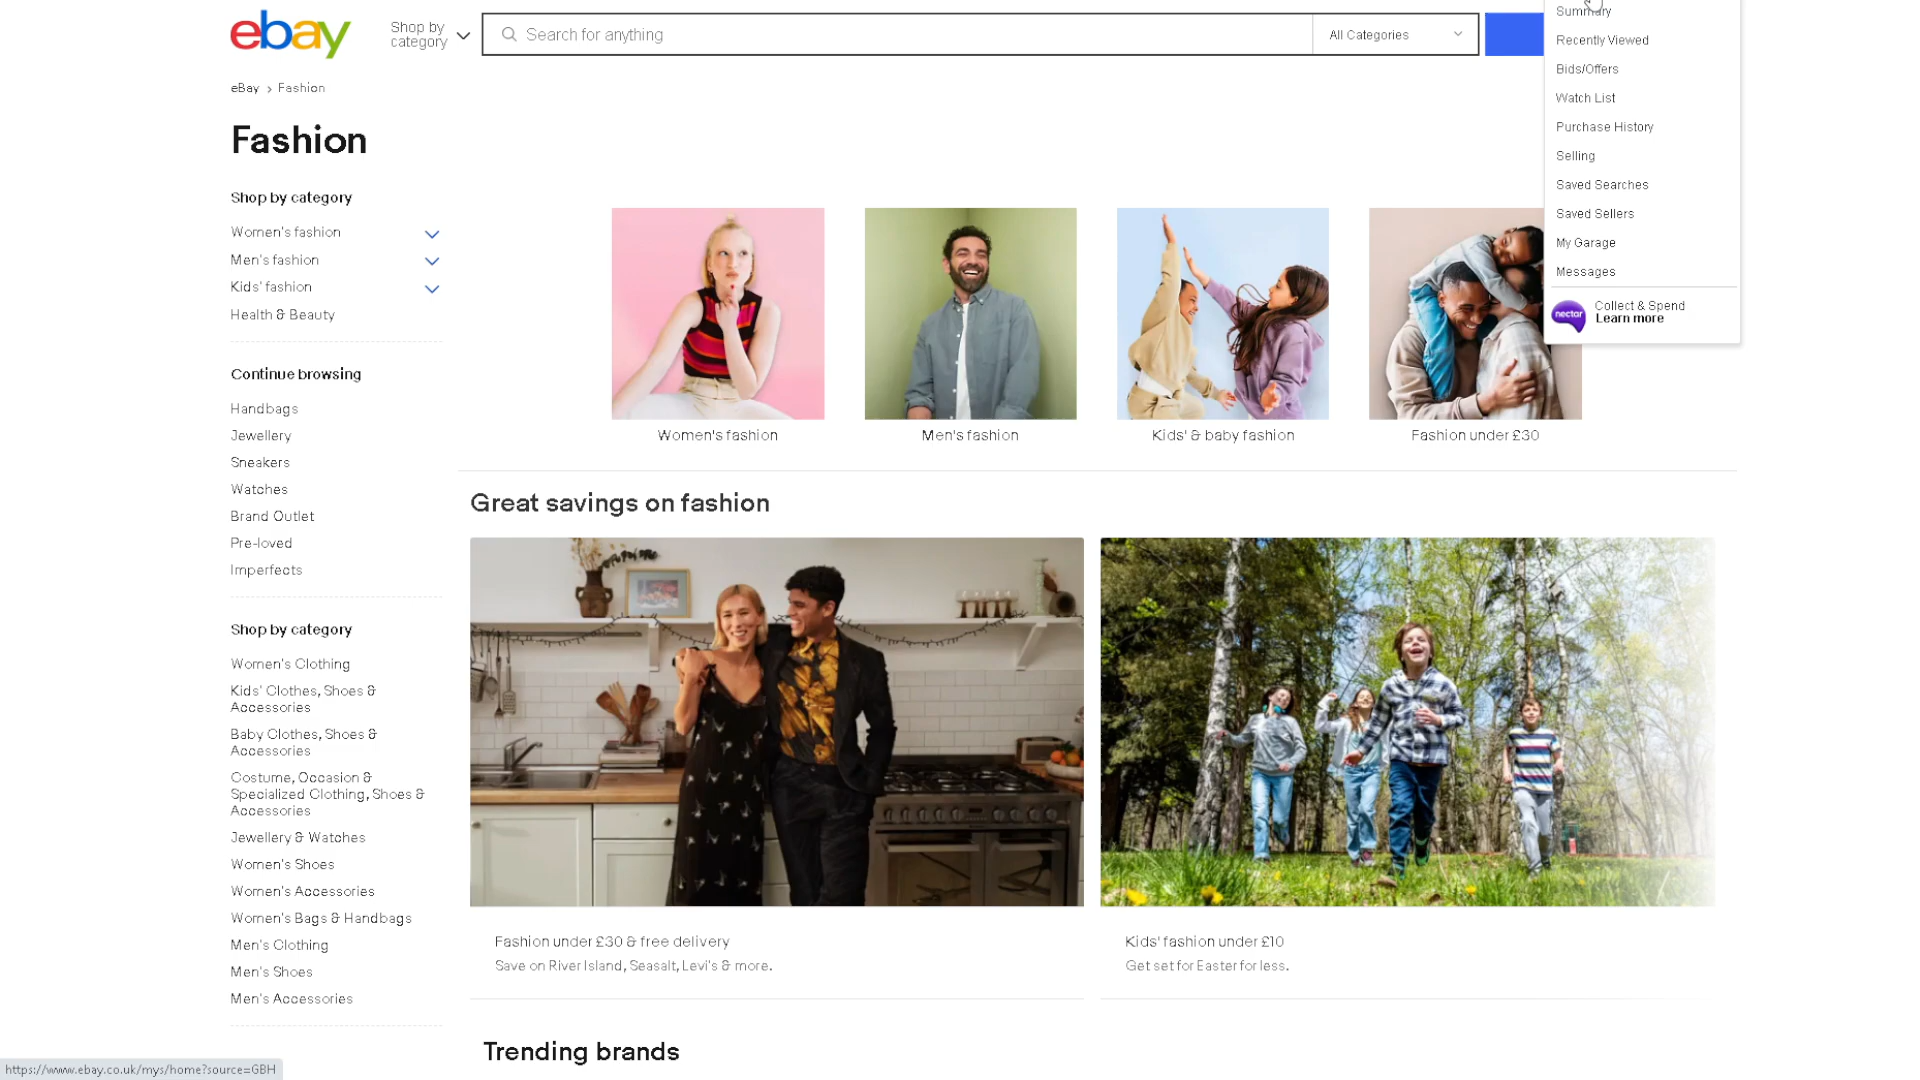 ebay
Shop by
category
Search for anything
All Categories
Summary
Recently Viewed
Bids/Offers
Watch List
Purchase History
Selling
Saved Searches
Saved Sellers
My Garage
Messages
nectar
Collect & Spend
Learn more
eBay > Fashion
Fashion
Shop by category
Women's fashion
Men's fashion
Kids' fashion
Health & Beauty
Continue browsing
Handbags
Jewellery
Sneakers
Watches
Brand Outlet
Pre-loved
Imperfects
Shop by category
Women's Clothing
Kids' Clothes, Shoes &
Accessories
Baby Clothes, Shoes &
Accessories
Costume, Occasion &
Specialized Clothing, Shoes &
Accessories
Jewellery & Watches
Women's Shoes
Women's Accessories
Women's Bags & Handbags
Men's Clothing
Men's Shoes
Men's Accessories
Women's fashion
Men's fashion
Kids' & baby fashion
Fashion under £30
Great savings on fashion
Fashion under £30 & free delivery
Save on River Island, Seasalt, Levi's & more.
Kids' fashion under £10
Get set for Easter for less.
Trending brands
https://www.ebay.co.uk/mys/home?source=GBH